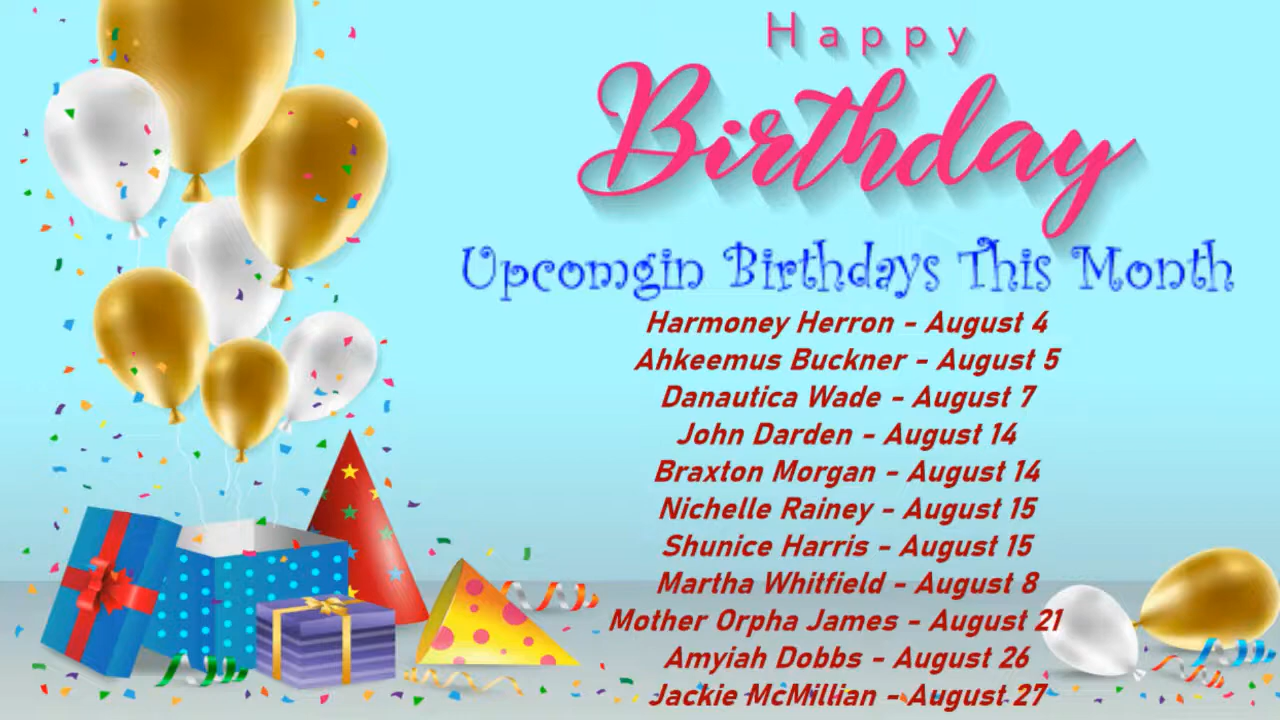 Happy
Birthday
Upcomgin Birthdays This Month
Harmoney Herron - August 4
Ahkeemus Buckner - August 5
Danautica Wade - August 7
John Darden - August 14
Braxton Morgan - August 14
Nichelle Rainey - August 15
Shunice Harris - August 15
Martha Whitfield - August 8
Mother Orpha James - August 21
Amyiah Dobbs - August 26
Jackie McMillian - August 27